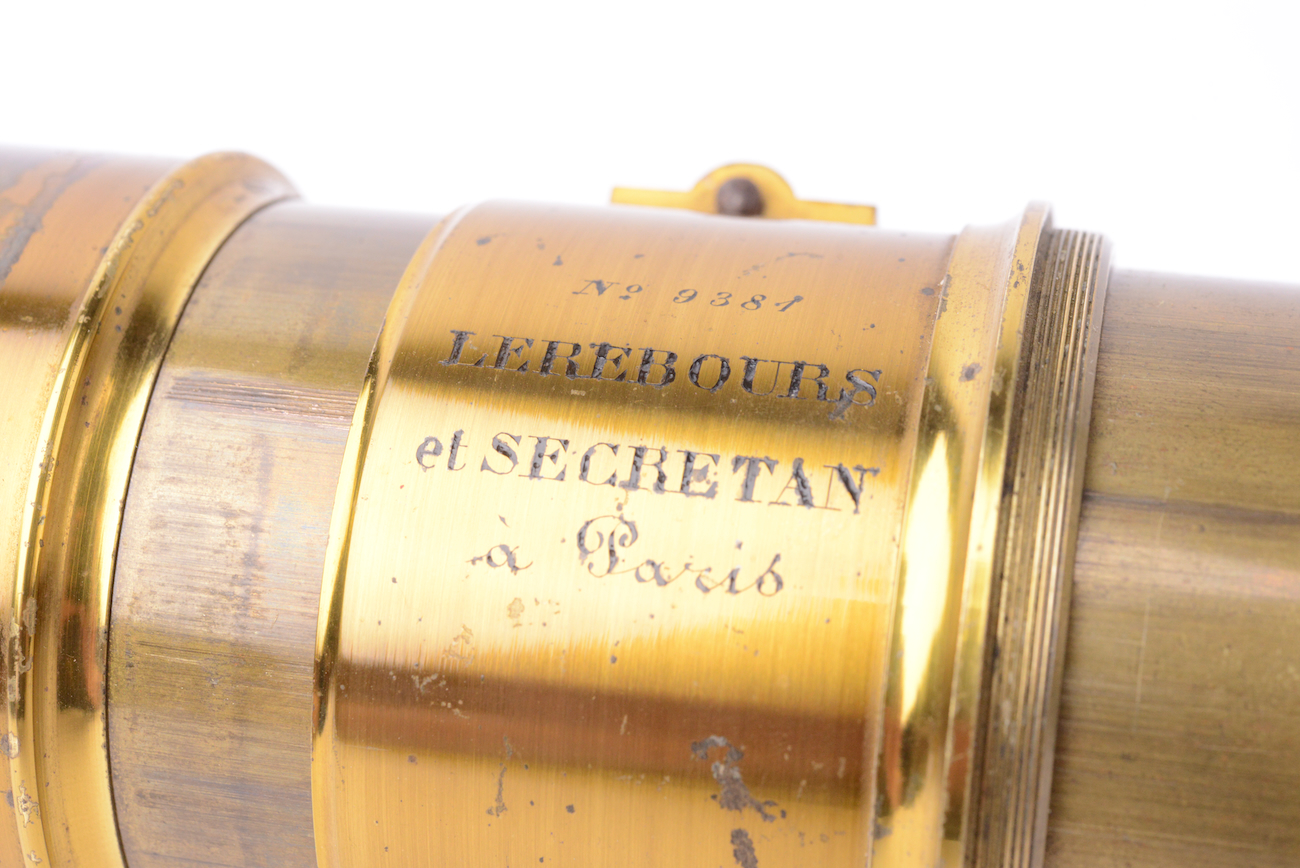 Nº 9381
LEREBOURS
et SECRETAN
à Paris